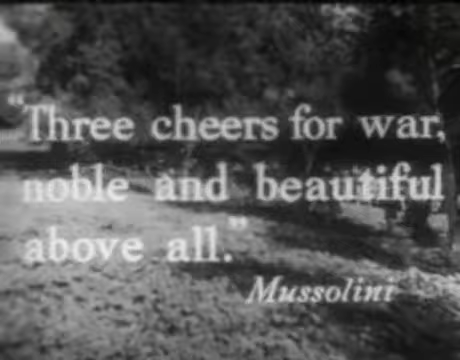 "Three cheers for war,
noble and beautiful
above all."
Mussolini